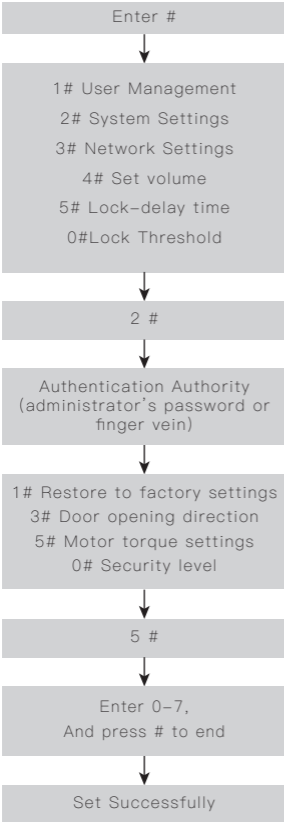 Enter #
1# User Management
2# System Settings
3# Network Settings
4# Set volume
5# Lock-delay time
0#Lock Threshold
2 #
Authentication Authority
(administrator's password or
finger vein)
1# Restore to factory settings
3# Door opening direction
5# Motor torque settings
0# Security level
5 #
Enter 0-7,
And press # to end
Set Successfully